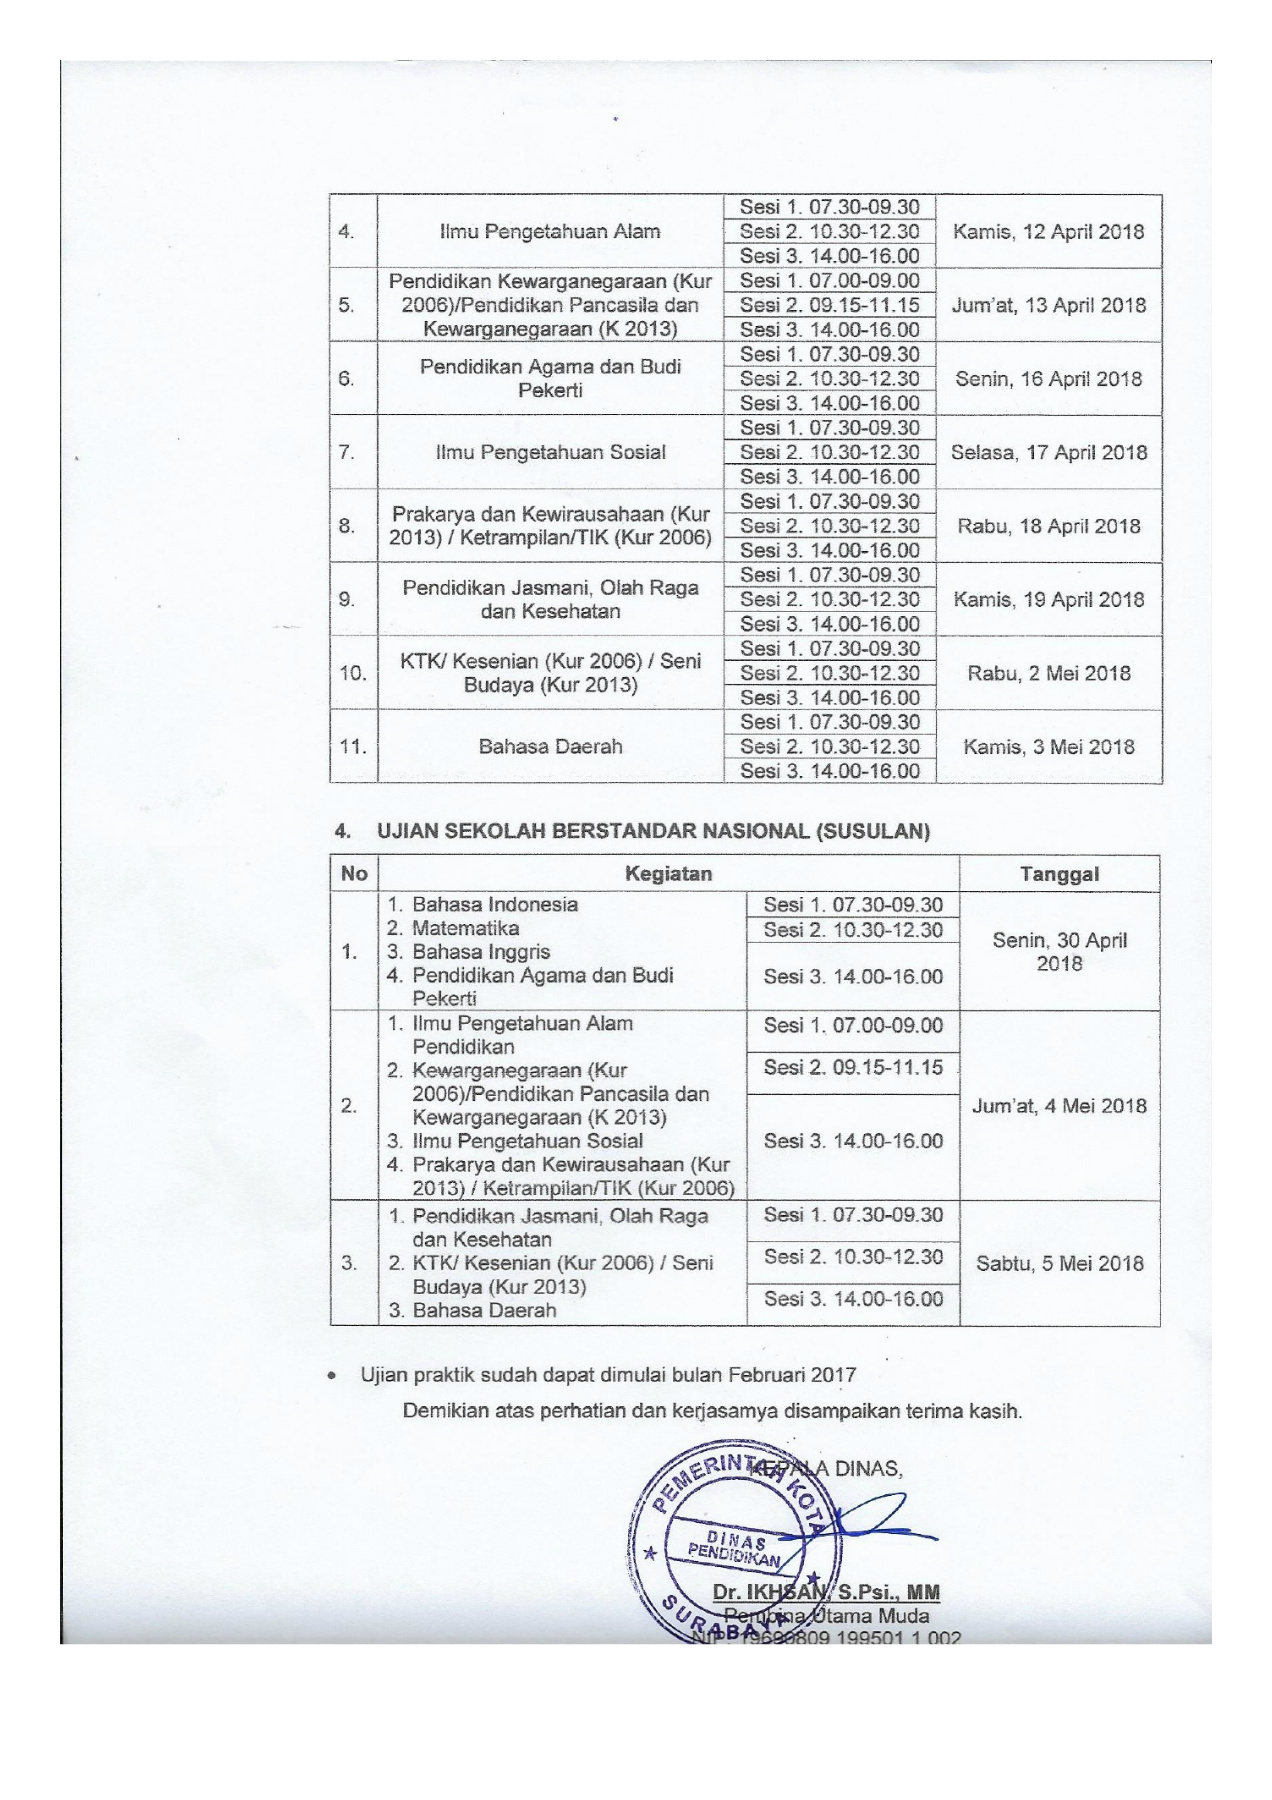 4.
Ilmu Pengetahuan Alam
Sesi 1. 07.30-09.30
Sesi 2. 10.30-12.30
Sesi 3. 14.00-16.00
Kamis, 12 April 2018
5.
Pendidikan Kewarganegaraan (Kur
2006)/Pendidikan Pancasila dan
Kewarganegaraan (K 2013)
Sesi 1. 07.00-09.00
Sesi 2. 09.15-11.15
Sesi 3. 14.00-16.00
Jum'at, 13 April 2018
6.
Pendidikan Agama dan Budi
Pekerti
Sesi 1. 07.30-09.30
Sesi 2. 10.30-12.30
Sesi 3. 14.00-16.00
Senin, 16 April 2018
7.
Ilmu Pengetahuan Sosial
Sesi 1. 07.30-09.30
Sesi 2. 10.30-12.30
Sesi 3. 14.00-16.00
Selasa, 17 April 2018
8.
Prakarya dan Kewirausahaan (Kur
2013) / Ketrampilan/TIK (Kur 2006)
Sesi 1. 07.30-09.30
Sesi 2. 10.30-12.30
Sesi 3. 14.00-16.00
Rabu, 18 April 2018
9.
Pendidikan Jasmani, Olah Raga
dan Kesehatan
Sesi 1. 07.30-09.30
Sesi 2. 10.30-12.30
Sesi 3. 14.00-16.00
Kamis, 19 April 2018
10.
KTK/ Kesenian (Kur 2006) / Seni
Budaya (Kur 2013)
Sesi 1. 07.30-09.30
Sesi 2. 10.30-12.30
Sesi 3. 14.00-16.00
Rabu, 2 Mei 2018
11.
Bahasa Daerah
Sesi 1. 07.30-09.30
Sesi 2. 10.30-12.30
Sesi 3. 14.00-16.00
Kamis, 3 Mei 2018
4. UJIAN SEKOLAH BERSTANDAR NASIONAL (SUSULAN)
No Kegiatan Tanggal
1.
1. Bahasa Indonesia
2. Matematika
3. Bahasa Inggris
4. Pendidikan Agama dan Budi
Pekerti
Sesi 1. 07.30-09.30
Sesi 2. 10.30-12.30
Sesi 3. 14.00-16.00
Senin, 30 April
2018
2.
1. Ilmu Pengetahuan Alam
Pendidikan
2. Kewarganegaraan (Kur
2006)/Pendidikan Pancasila dan
Kewarganegaraan (K 2013)
3. Ilmu Pengetahuan Sosial
4. Prakarya dan Kewirausahaan (Kur
2013) / Ketrampilan/TIK (Kur 2006)
Sesi 1. 07.00-09.00
Sesi 2. 09.15-11.15
Sesi 3. 14.00-16.00
Jum'at, 4 Mei 2018
3.
1. Pendidikan Jasmani, Olah Raga
dan Kesehatan
2. KTK/ Kesenian (Kur 2006) / Seni
Budaya (Kur 2013)
3. Bahasa Daerah
Sesi 1. 07.30-09.30
Sesi 2. 10.30-12.30
Sesi 3. 14.00-16.00
Sabtu, 5 Mei 2018
• Ujian praktik sudah dapat dimulai bulan Februari 2017
Demikian atas perhatian dan kerjasamya disampaikan terima kasih.
KEPALA DINAS,
PEMERINTAH KOTA
DINAS
PENDIDIKAN
SURABAYA
Dr. IKHSAN, S.Psi., MM
Pembina Utama Muda
NIP. 19690809 199501 1 002